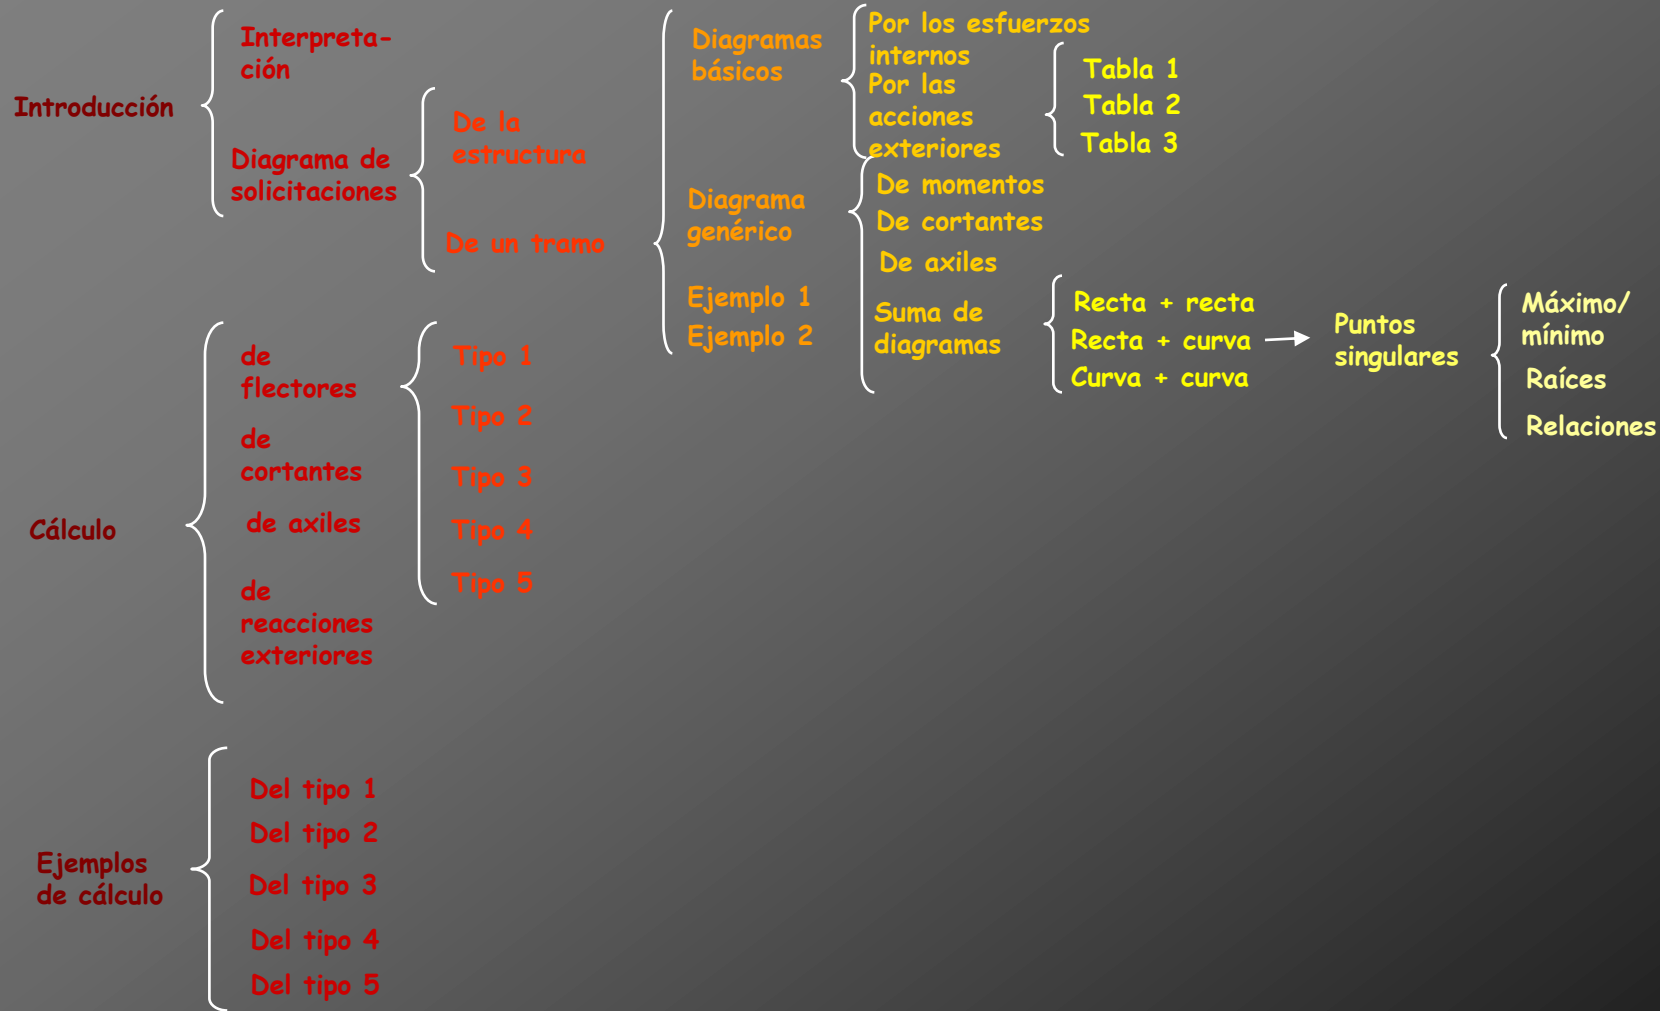 Introducción
Interpreta-
ción
Diagrama de
solicitaciones
De la
estructura
De un tramo
Diagramas
básicos
Por los esfuerzos
internos
Por las
acciones
exteriores
Tabla 1
Tabla 2
Tabla 3
Diagrama
genérico
De momentos
De cortantes
De axiles
Suma de
diagramas
Recta + recta
Recta + curva
Curva + curva
Puntos
singulares
Máximo/
mínimo
Raíces
Relaciones
Ejemplo 1
Ejemplo 2
Cálculo
de
flectores
Tipo 1
Tipo 2
Tipo 3
Tipo 4
Tipo 5
de
cortantes
de axiles
de
reacciones
exteriores
Ejemplos
de cálculo
Del tipo 1
Del tipo 2
Del tipo 3
Del tipo 4
Del tipo 5